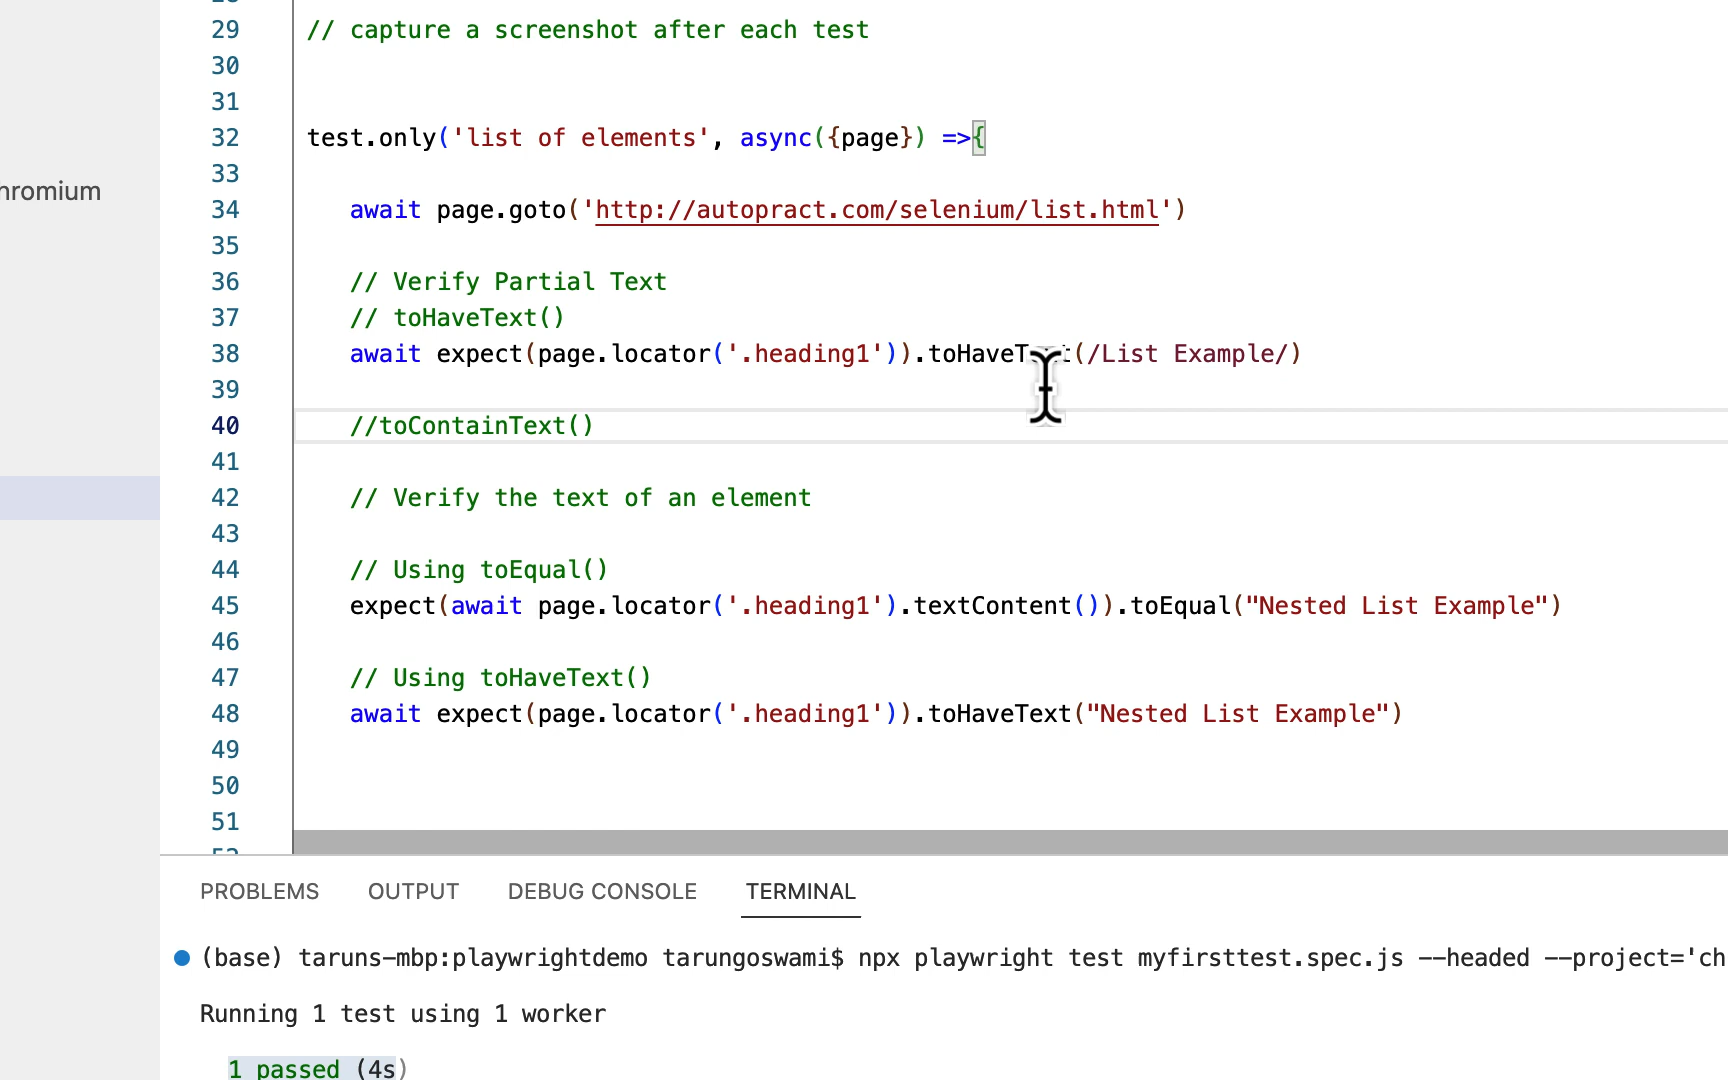 29 // capture a screenshot after each test
30
31
32 test.only('list of elements', async({page}) =>{
33
hromium
34 await page.goto('http://autopract.com/selenium/list.html')
35
36 // Verify Partial Text
37 // toHaveText()
38 await expect(page.locator('.heading1')).toHaveText(/List Example/)
39
40 //toContainText()
41
42 // Verify the text of an element
43
44 // Using toEqual()
45 expect(await page.locator('.heading1').textContent()).toEqual("Nested List Example")
46
47 // Using toHaveText()
48 await expect(page.locator('.heading1')).toHaveText("Nested List Example")
49
50
51
PROBLEMS OUTPUT DEBUG CONSOLE TERMINAL
(base) taruns-mbp:playwrightdemo tarungoswami$ npx playwright test myfirsttest.spec.js --headed --project='ch
Running 1 test using 1 worker
1 passed (4s)